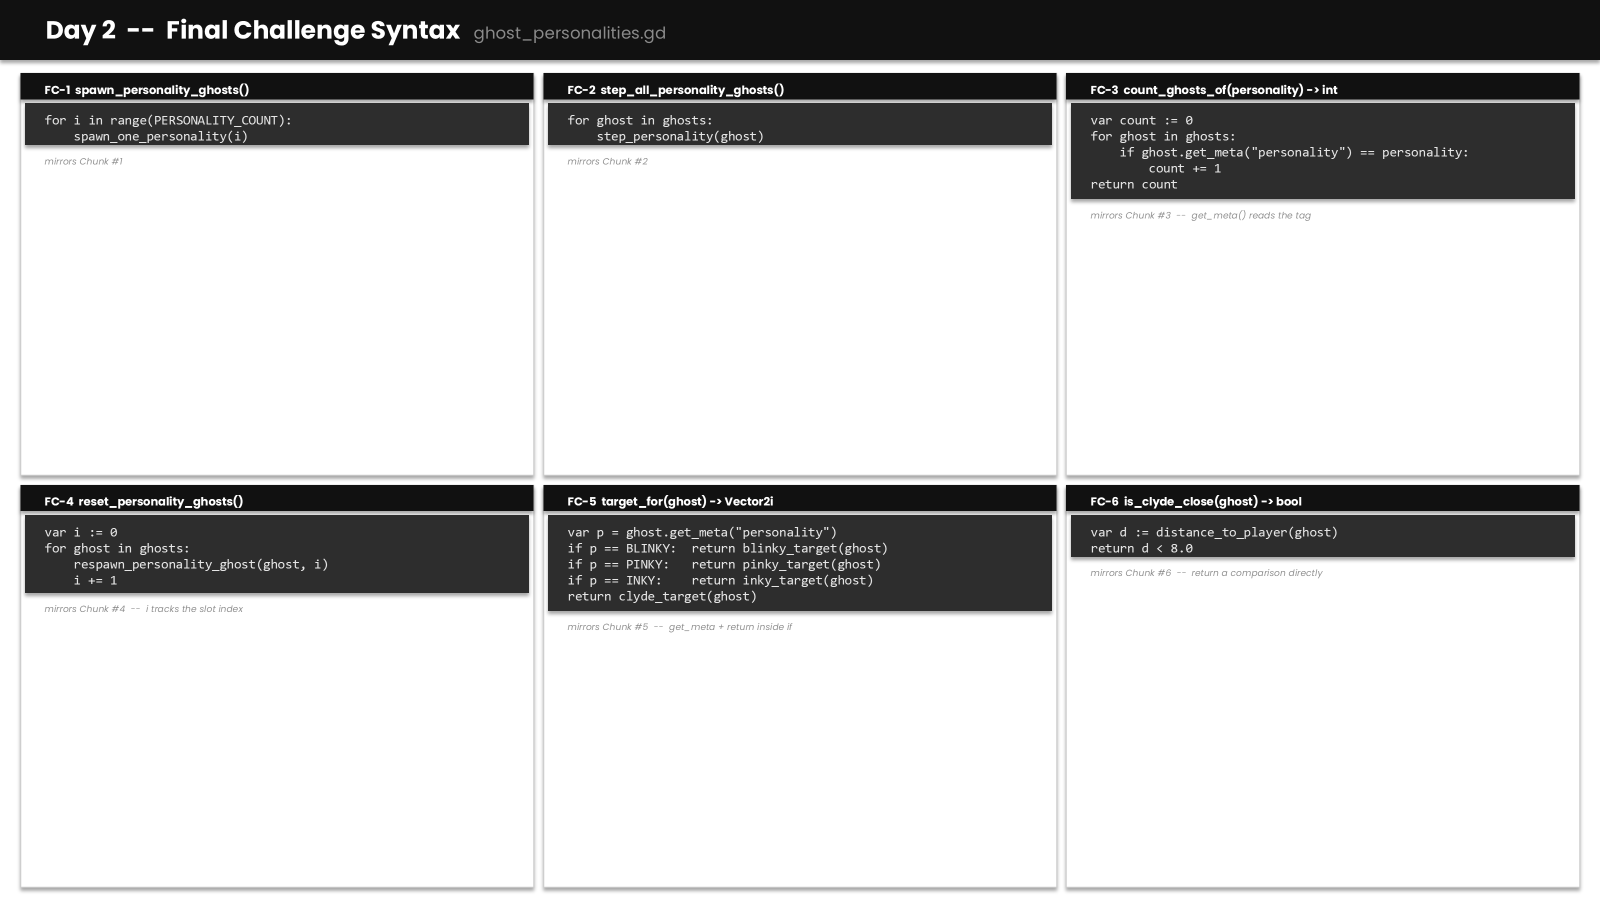 Day 2 -- Final Challenge Syntax ghost_personalities.gd
FC-1 spawn_personality_ghosts()
for i in range(PERSONALITY_COUNT):
    spawn_one_personality(i)
mirrors Chunk #1
FC-2 step_all_personality_ghosts()
for ghost in ghosts:
    step_personality(ghost)
mirrors Chunk #2
FC-3 count_ghosts_of(personality) -> int
var count := 0
for ghost in ghosts:
    if ghost.get_meta("personality") == personality:
        count += 1
return count
mirrors Chunk #3 -- get_meta() reads the tag
FC-4 reset_personality_ghosts()
var i := 0
for ghost in ghosts:
    respawn_personality_ghost(ghost, i)
    i += 1
mirrors Chunk #4 -- i tracks the slot index
FC-5 target_for(ghost) -> Vector2i
var p = ghost.get_meta("personality")
if p == BLINKY:  return blinky_target(ghost)
if p == PINKY:   return pinky_target(ghost)
if p == INKY:    return inky_target(ghost)
return clyde_target(ghost)
mirrors Chunk #5 -- get_meta + return inside if
FC-6 is_clyde_close(ghost) -> bool
var d := distance_to_player(ghost)
return d < 8.0
mirrors Chunk #6 -- return a comparison directly